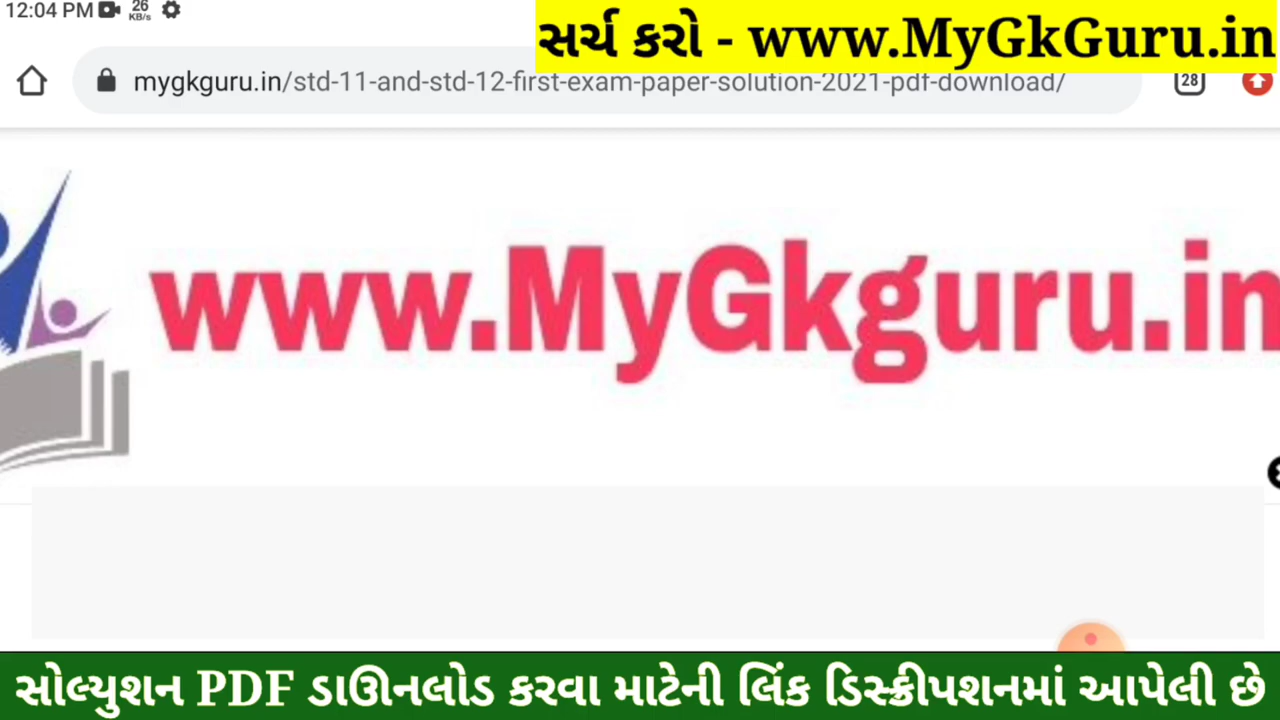 12:04 PM 26 KB/s
સર્ચ કરો - www.MyGkGuru.in
mygkguru.in/std-11-and-std-12-first-exam-paper-solution-2021-pdf-download/ 28
www.MyGkguru.in
સોલ્યુશન PDF ડાઊનલોડ કરવા માટેની લિંક ડિસ્ક્રીપશનમાં આપેલી છે